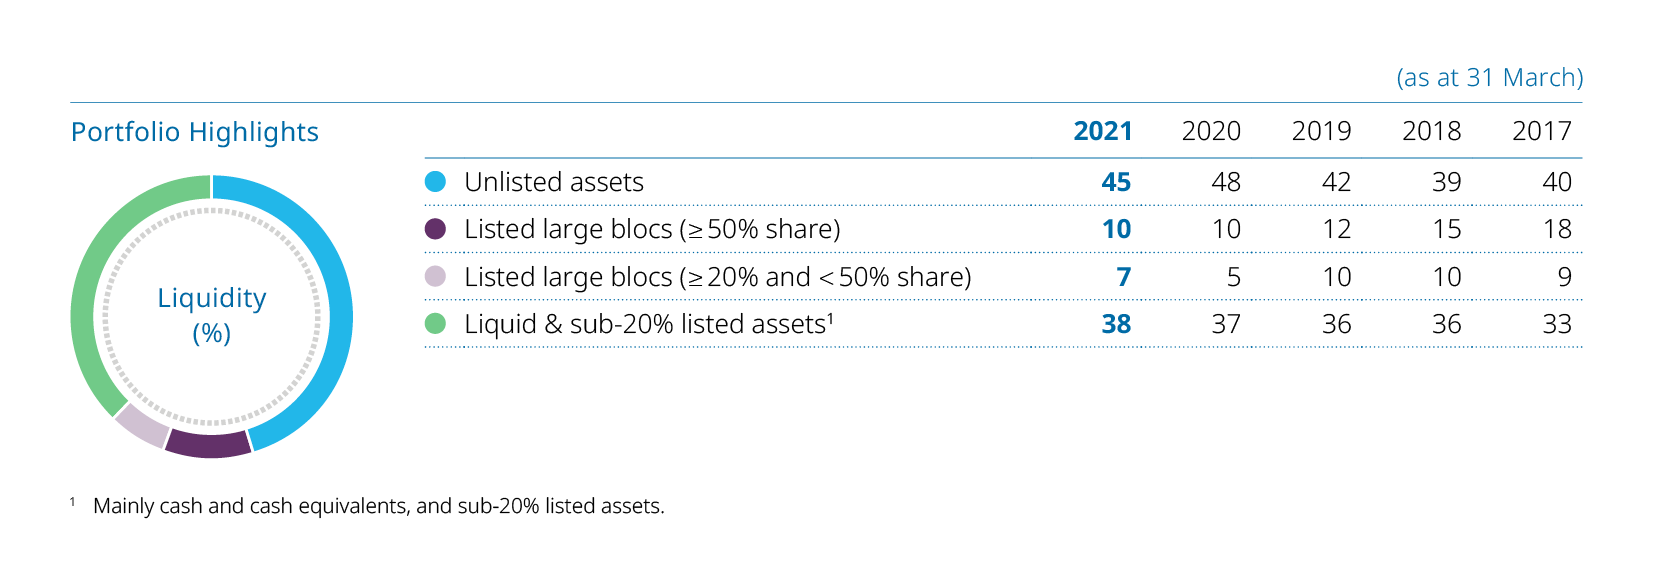 (as at 31 March)
Portfolio Highlights
2021 2020 2019 2018 2017
Unlisted assets 45 48 42 39 40
Listed large blocs (≥50% share) 10 10 12 15 18
Listed large blocs (≥20% and <50% share) 7 5 10 10 9
Liquid & sub-20% listed assets¹ 38 37 36 36 33
Liquidity
(%)
¹ Mainly cash and cash equivalents, and sub-20% listed assets.